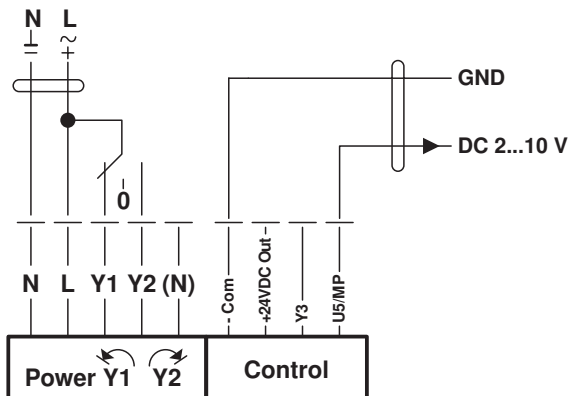 N L
GND
DC 2...10 V
0
N L Y1 Y2 (N)
- Com
+24VDC Out -
Y3
U5/MP
Power Y1 Y2
Control